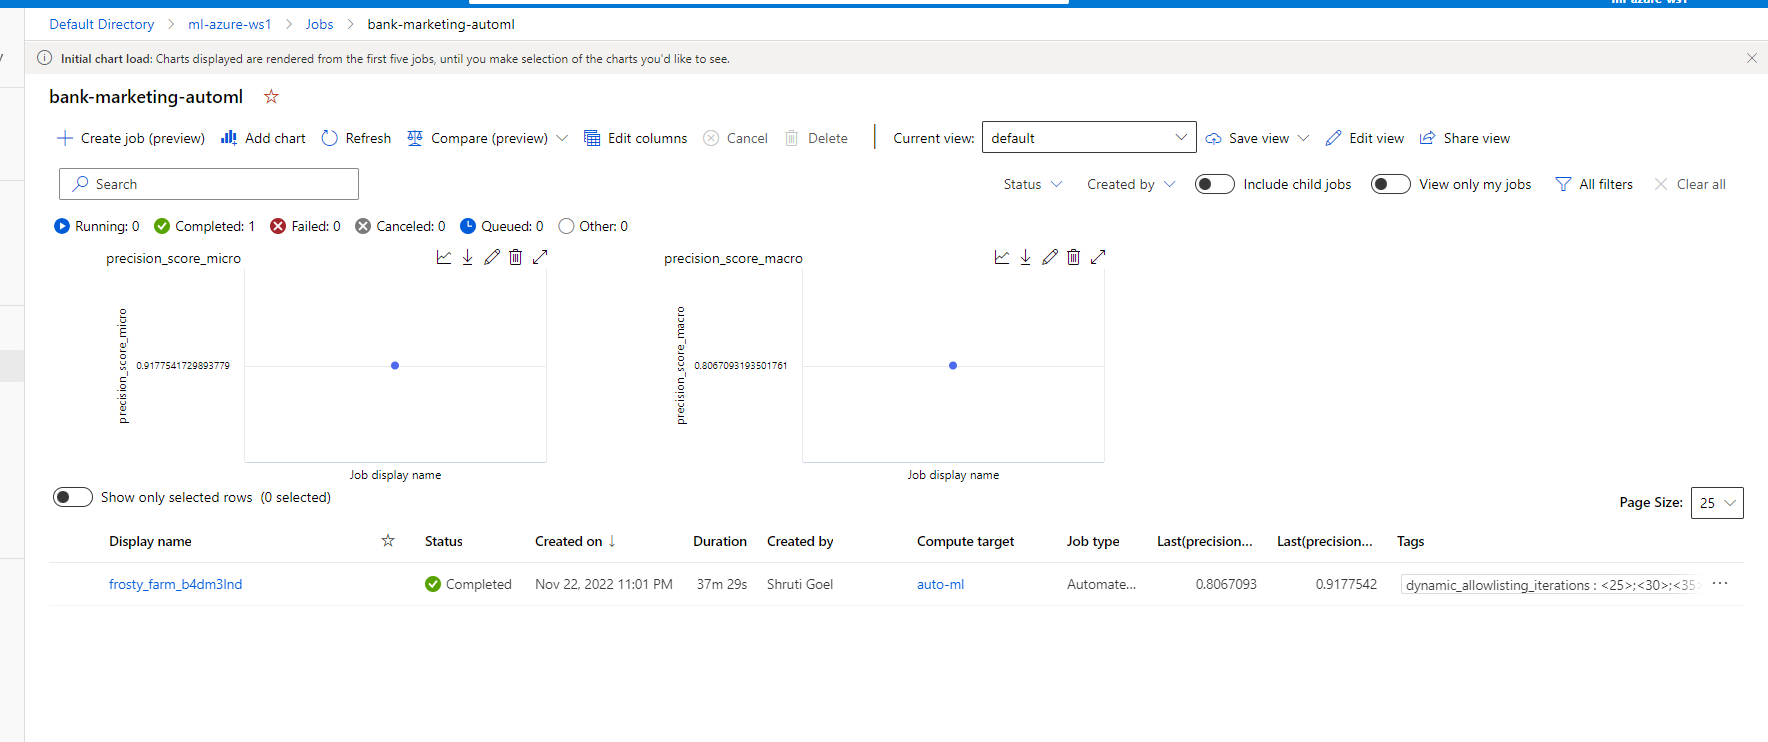 ml-azure-ws1
Default Directory > ml-azure-ws1 > Jobs > bank-marketing-automl
Initial chart load: Charts displayed are rendered from the first five jobs, until you make selection of the charts you'd like to see.
bank-marketing-automl
Create job (preview) Add chart Refresh Compare (preview) Edit columns Cancel Delete Current view: default Save view Edit view Share view
Search Status Created by Include child jobs View only my jobs All filters Clear all
Running: 0 Completed: 1 Failed: 0 Canceled: 0 Queued: 0 Other: 0
precision_score_micro
precision_score_micro
0.9177541729893779
Job display name
precision_score_macro
precision_score_macro
0.8067093193501761
Job display name
Show only selected rows (0 selected) Page Size: 25
Display name Status Created on ↓ Duration Created by Compute target Job type Last(precision... Last(precision... Tags
frosty_farm_b4dm3lnd Completed Nov 22, 2022 11:01 PM 37m 29s Shruti Goel auto-ml Automate... 0.8067093 0.9177542 dynamic_allowlisting_iterations : <25>;<30>;<35> ...